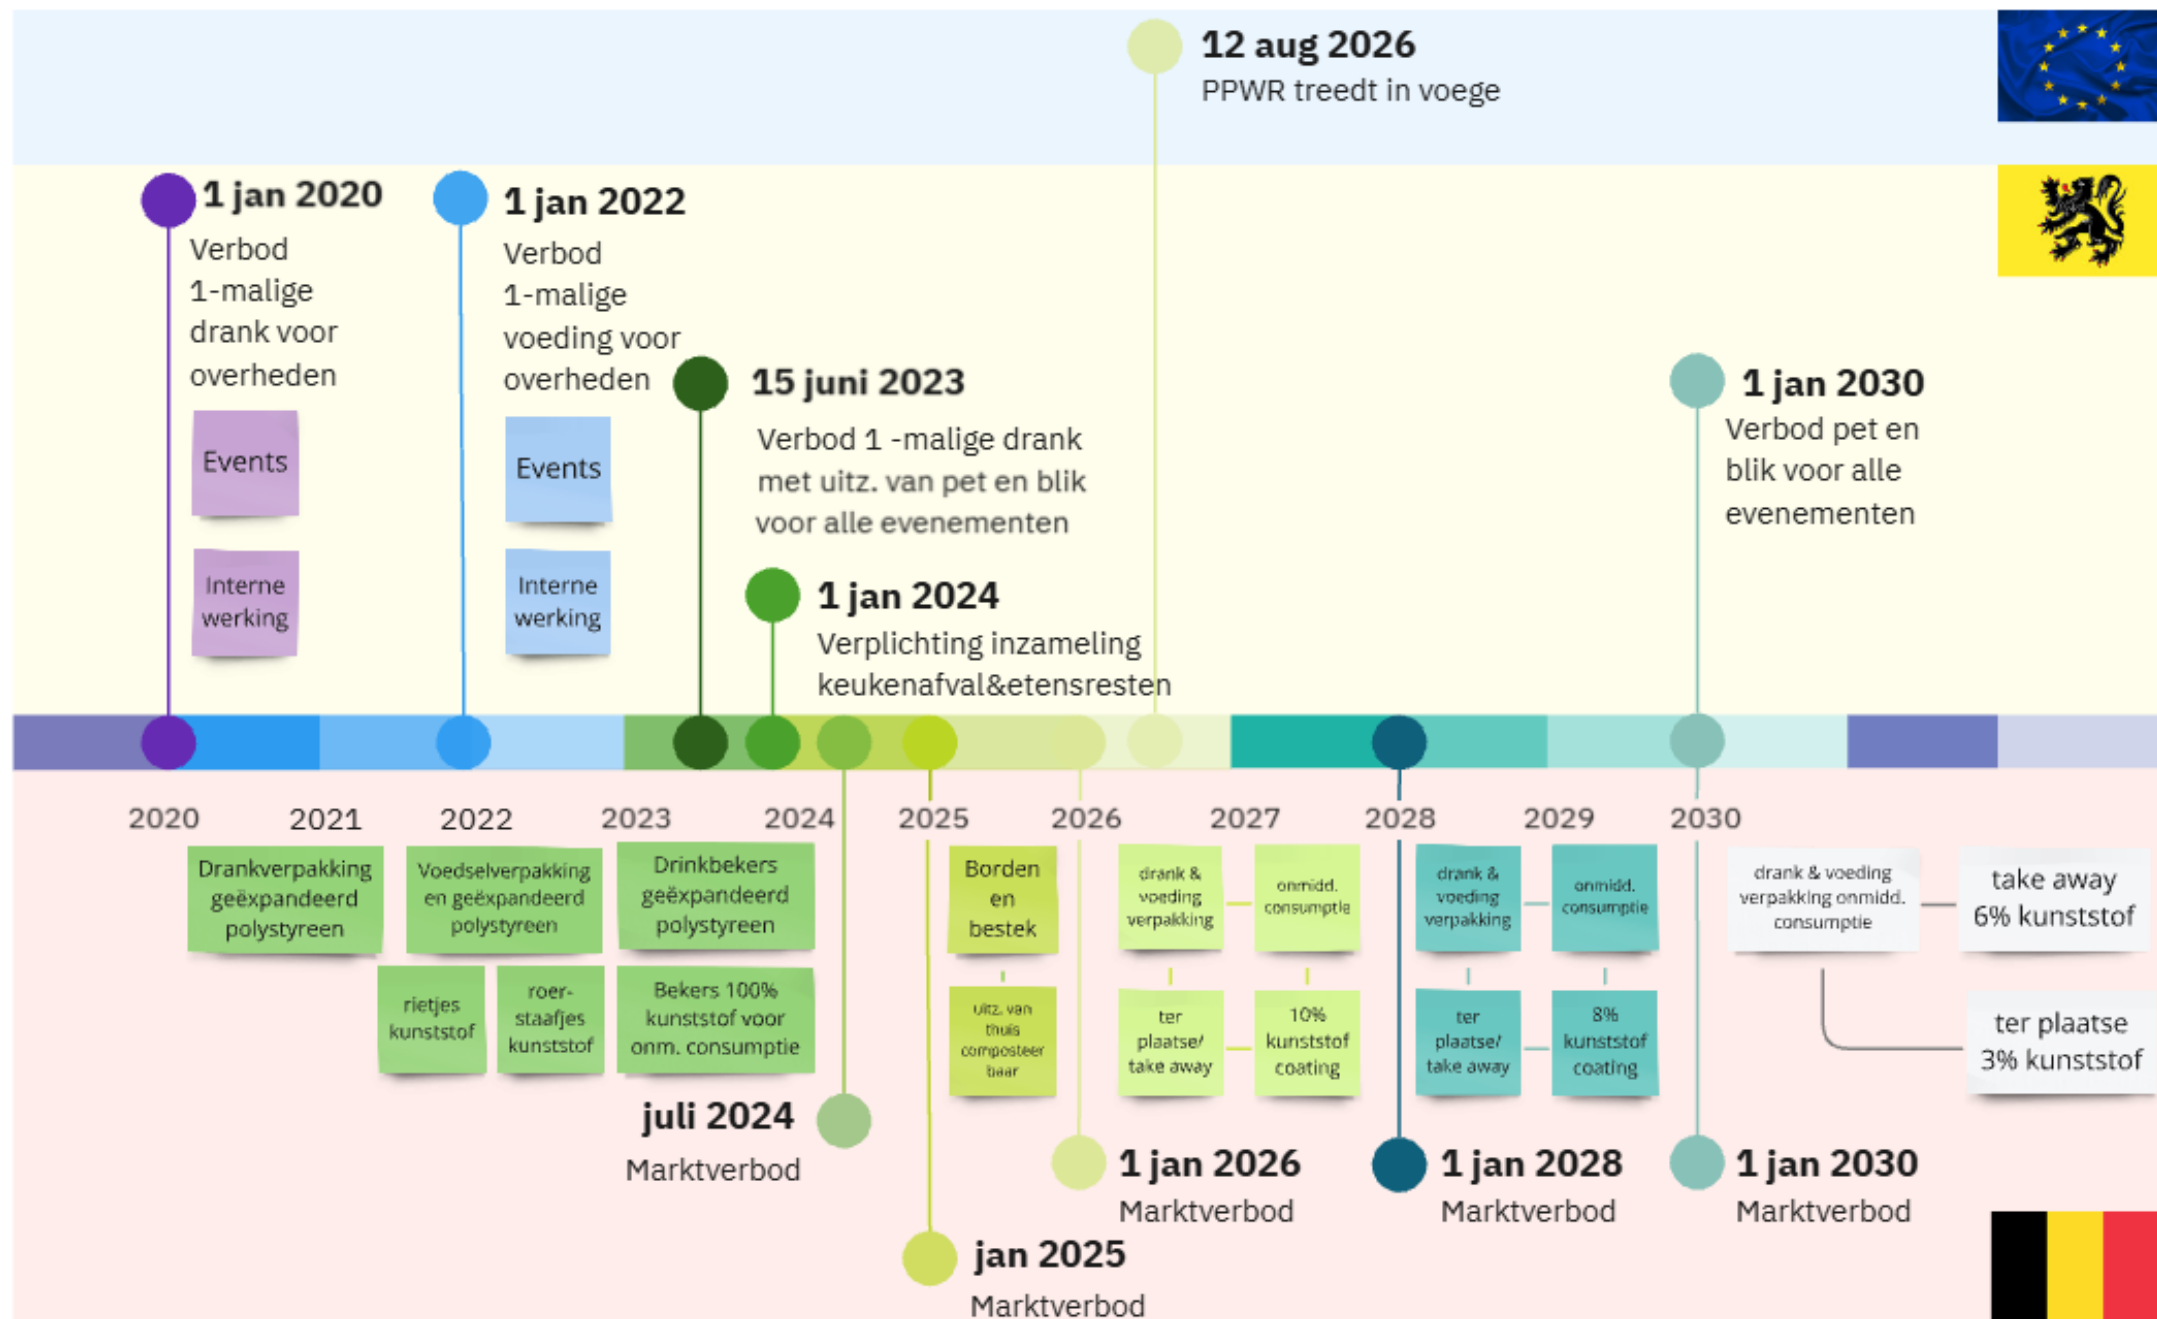 12 aug 2026
PPWR treedt in voege
1 jan 2020
Verbod
1-malige
drank voor
overheden
Events
Interne
werking
1 jan 2022
Verbod
1-malige
voeding voor
overheden
Events
Interne
werking
15 juni 2023
Verbod 1 -malige drank
met uitz. van pet en blik
voor alle evenementen
1 jan 2024
Verplichting inzameling
keukenafval&etensresten
1 jan 2030
Verbod pet en
blik voor alle
evenementen
2020
2021
2022
2023
2024
2025
2026
2027
2028
2029
2030
Drankverpakking
geëxpandeerd
polystyreen
Voedselverpakking
en geëxpandeerd
polystyreen
Drinkbekers
geëxpandeerd
polystyreen
rietjes
kunststof
roer-
staafjes
kunststof
Bekers 100%
kunststof voor
onm. consumptie
juli 2024
Marktverbod
Borden
en
bestek
uitz. van
thuis
composteer
baar
jan 2025
Marktverbod
drank &
voeding
verpakking
onmidd.
consumptie
ter
plaatse/
take away
10%
kunststof
coating
1 jan 2026
Marktverbod
drank &
voeding
verpakking
onmidd.
consumptie
ter
plaatse/
take away
8%
kunststof
coating
1 jan 2028
Marktverbod
drank & voeding
verpakking onmidd.
consumptie
take away
6% kunststof
ter plaatse
3% kunststof
1 jan 2030
Marktverbod